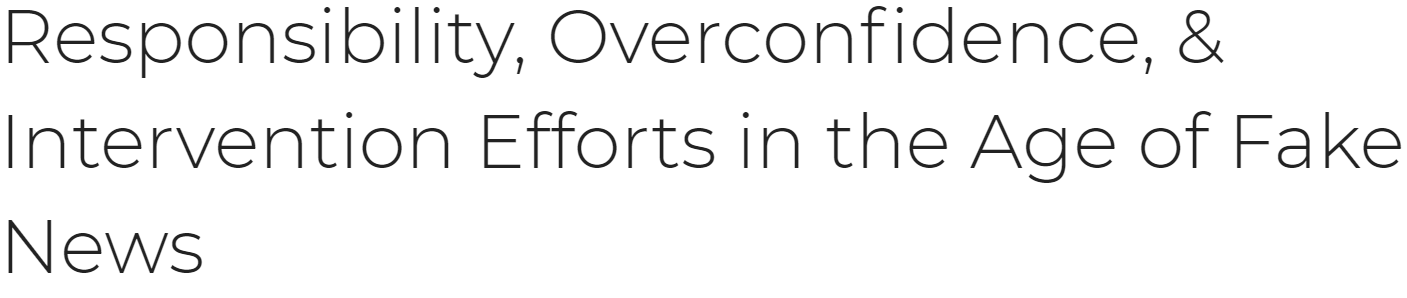 Responsibility, Overconfidence, &
Intervention Efforts in the Age of Fake
News